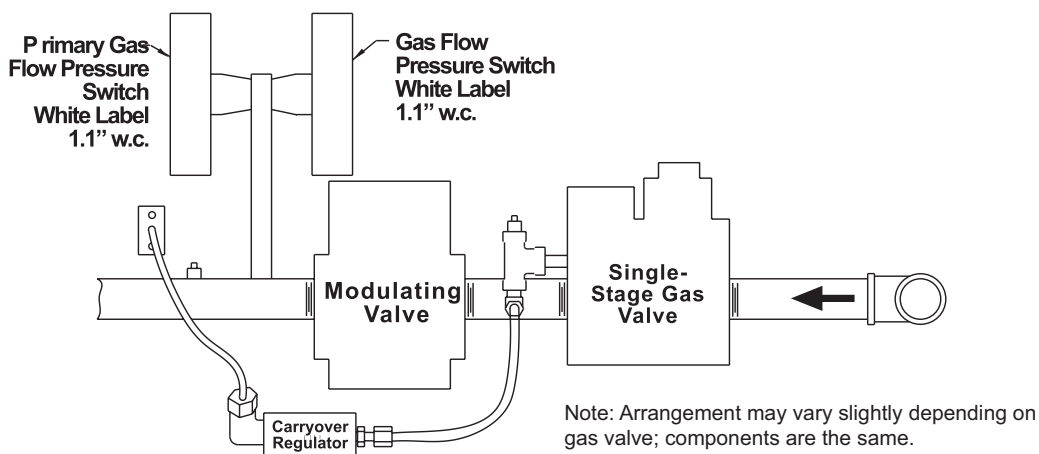 P rimary Gas
Flow Pressure
Switch
White Label
1.1” w.c.
Gas Flow
Pressure Switch
White Label
1.1” w.c.
Modulating
Valve
Single-
Stage Gas
Valve
Carryover
Regulator
Note: Arrangement may vary slightly depending on
gas valve; components are the same.